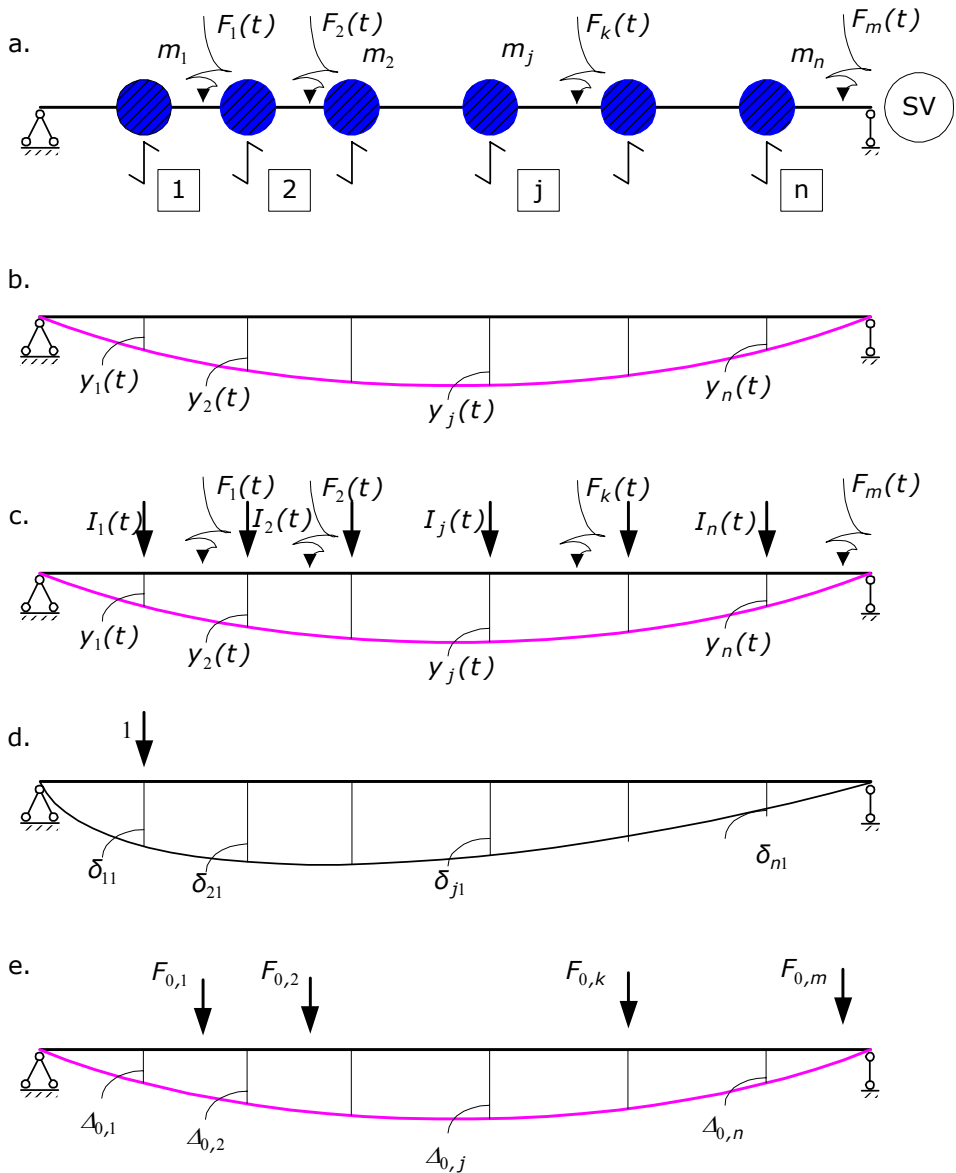 a.
F₁(t) F₂(t) Fₖ(t) Fₘ(t)
m₁ m₂ mⱼ mₙ
SV
1 2 j n
b.
y₁(t) y₂(t) yⱼ(t) yₙ(t)
c.
F₁(t) F₂(t) Fₖ(t) Fₘ(t)
I₁(t) I₂(t) Iⱼ(t) Iₙ(t)
y₁(t) y₂(t) yⱼ(t) yₙ(t)
d.
1
δ₁₁ δ₂₁ δⱼ₁ δₙ₁
e.
F₀,₁ F₀,₂ F₀,ₖ F₀,ₘ
Δ₀,₁ Δ₀,₂ Δ₀,ⱼ Δ₀,ₙ